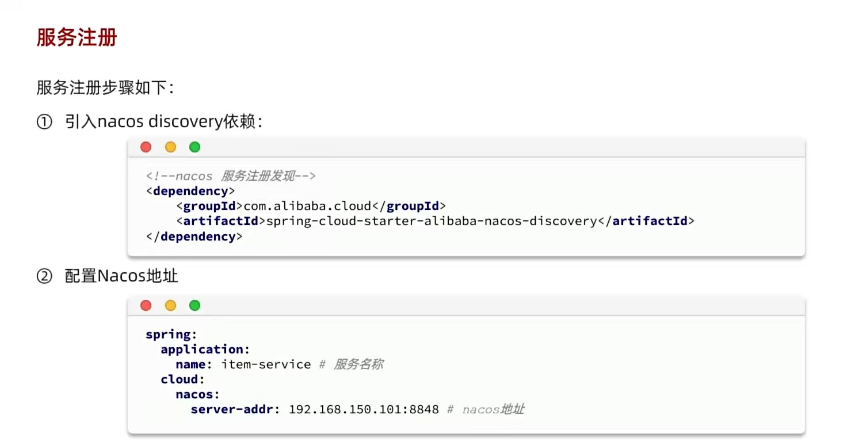 服务注册
服务注册步骤如下：
① 引入nacos discovery依赖：
<!--nacos 服务注册发现-->
<dependency>
    <groupId>com.alibaba.cloud</groupId>
    <artifactId>spring-cloud-starter-alibaba-nacos-discovery</artifactId>
</dependency>
② 配置Nacos地址
spring:
  application:
    name: item-service # 服务名称
  cloud:
    nacos:
      server-addr: 192.168.150.101:8848 # nacos地址